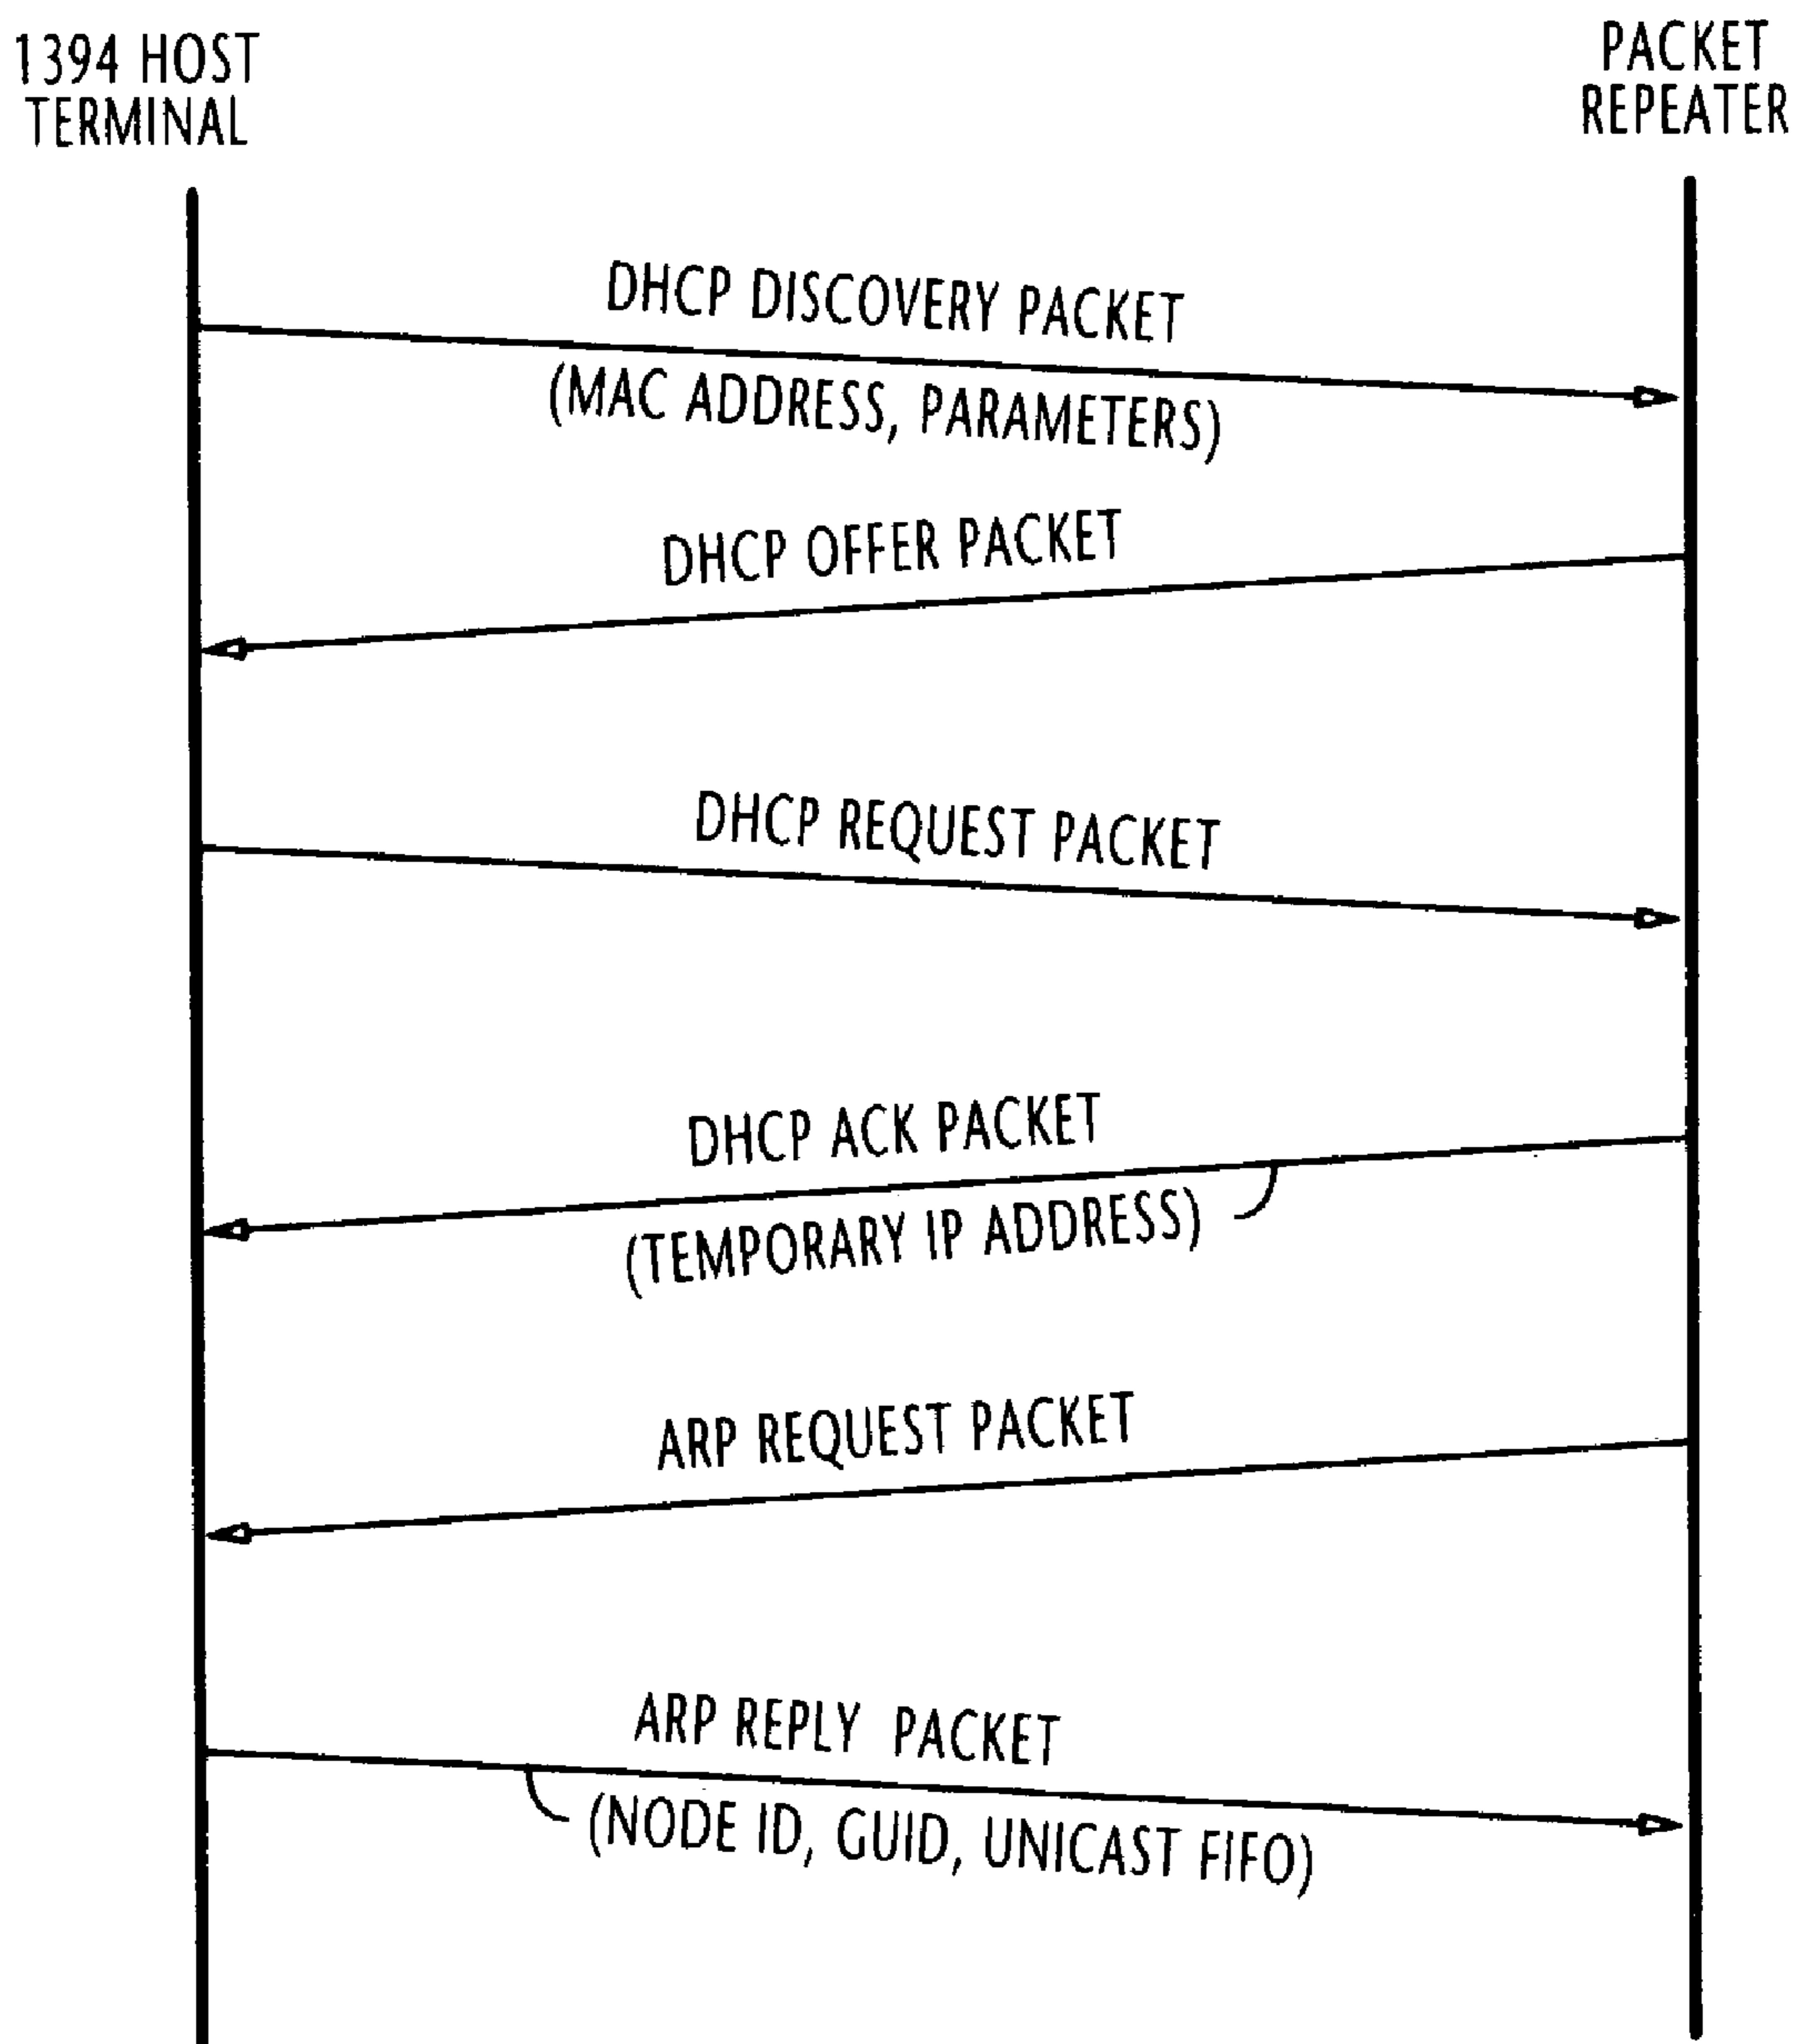 1394 HOST
TERMINAL
PACKET
REPEATER
DHCP DISCOVERY PACKET
(MAC ADDRESS, PARAMETERS)
DHCP OFFER PACKET
DHCP REQUEST PACKET
DHCP ACK PACKET
(TEMPORARY IP ADDRESS)
ARP REQUEST PACKET
ARP REPLY PACKET
(NODE ID, GUID, UNICAST FIFO)